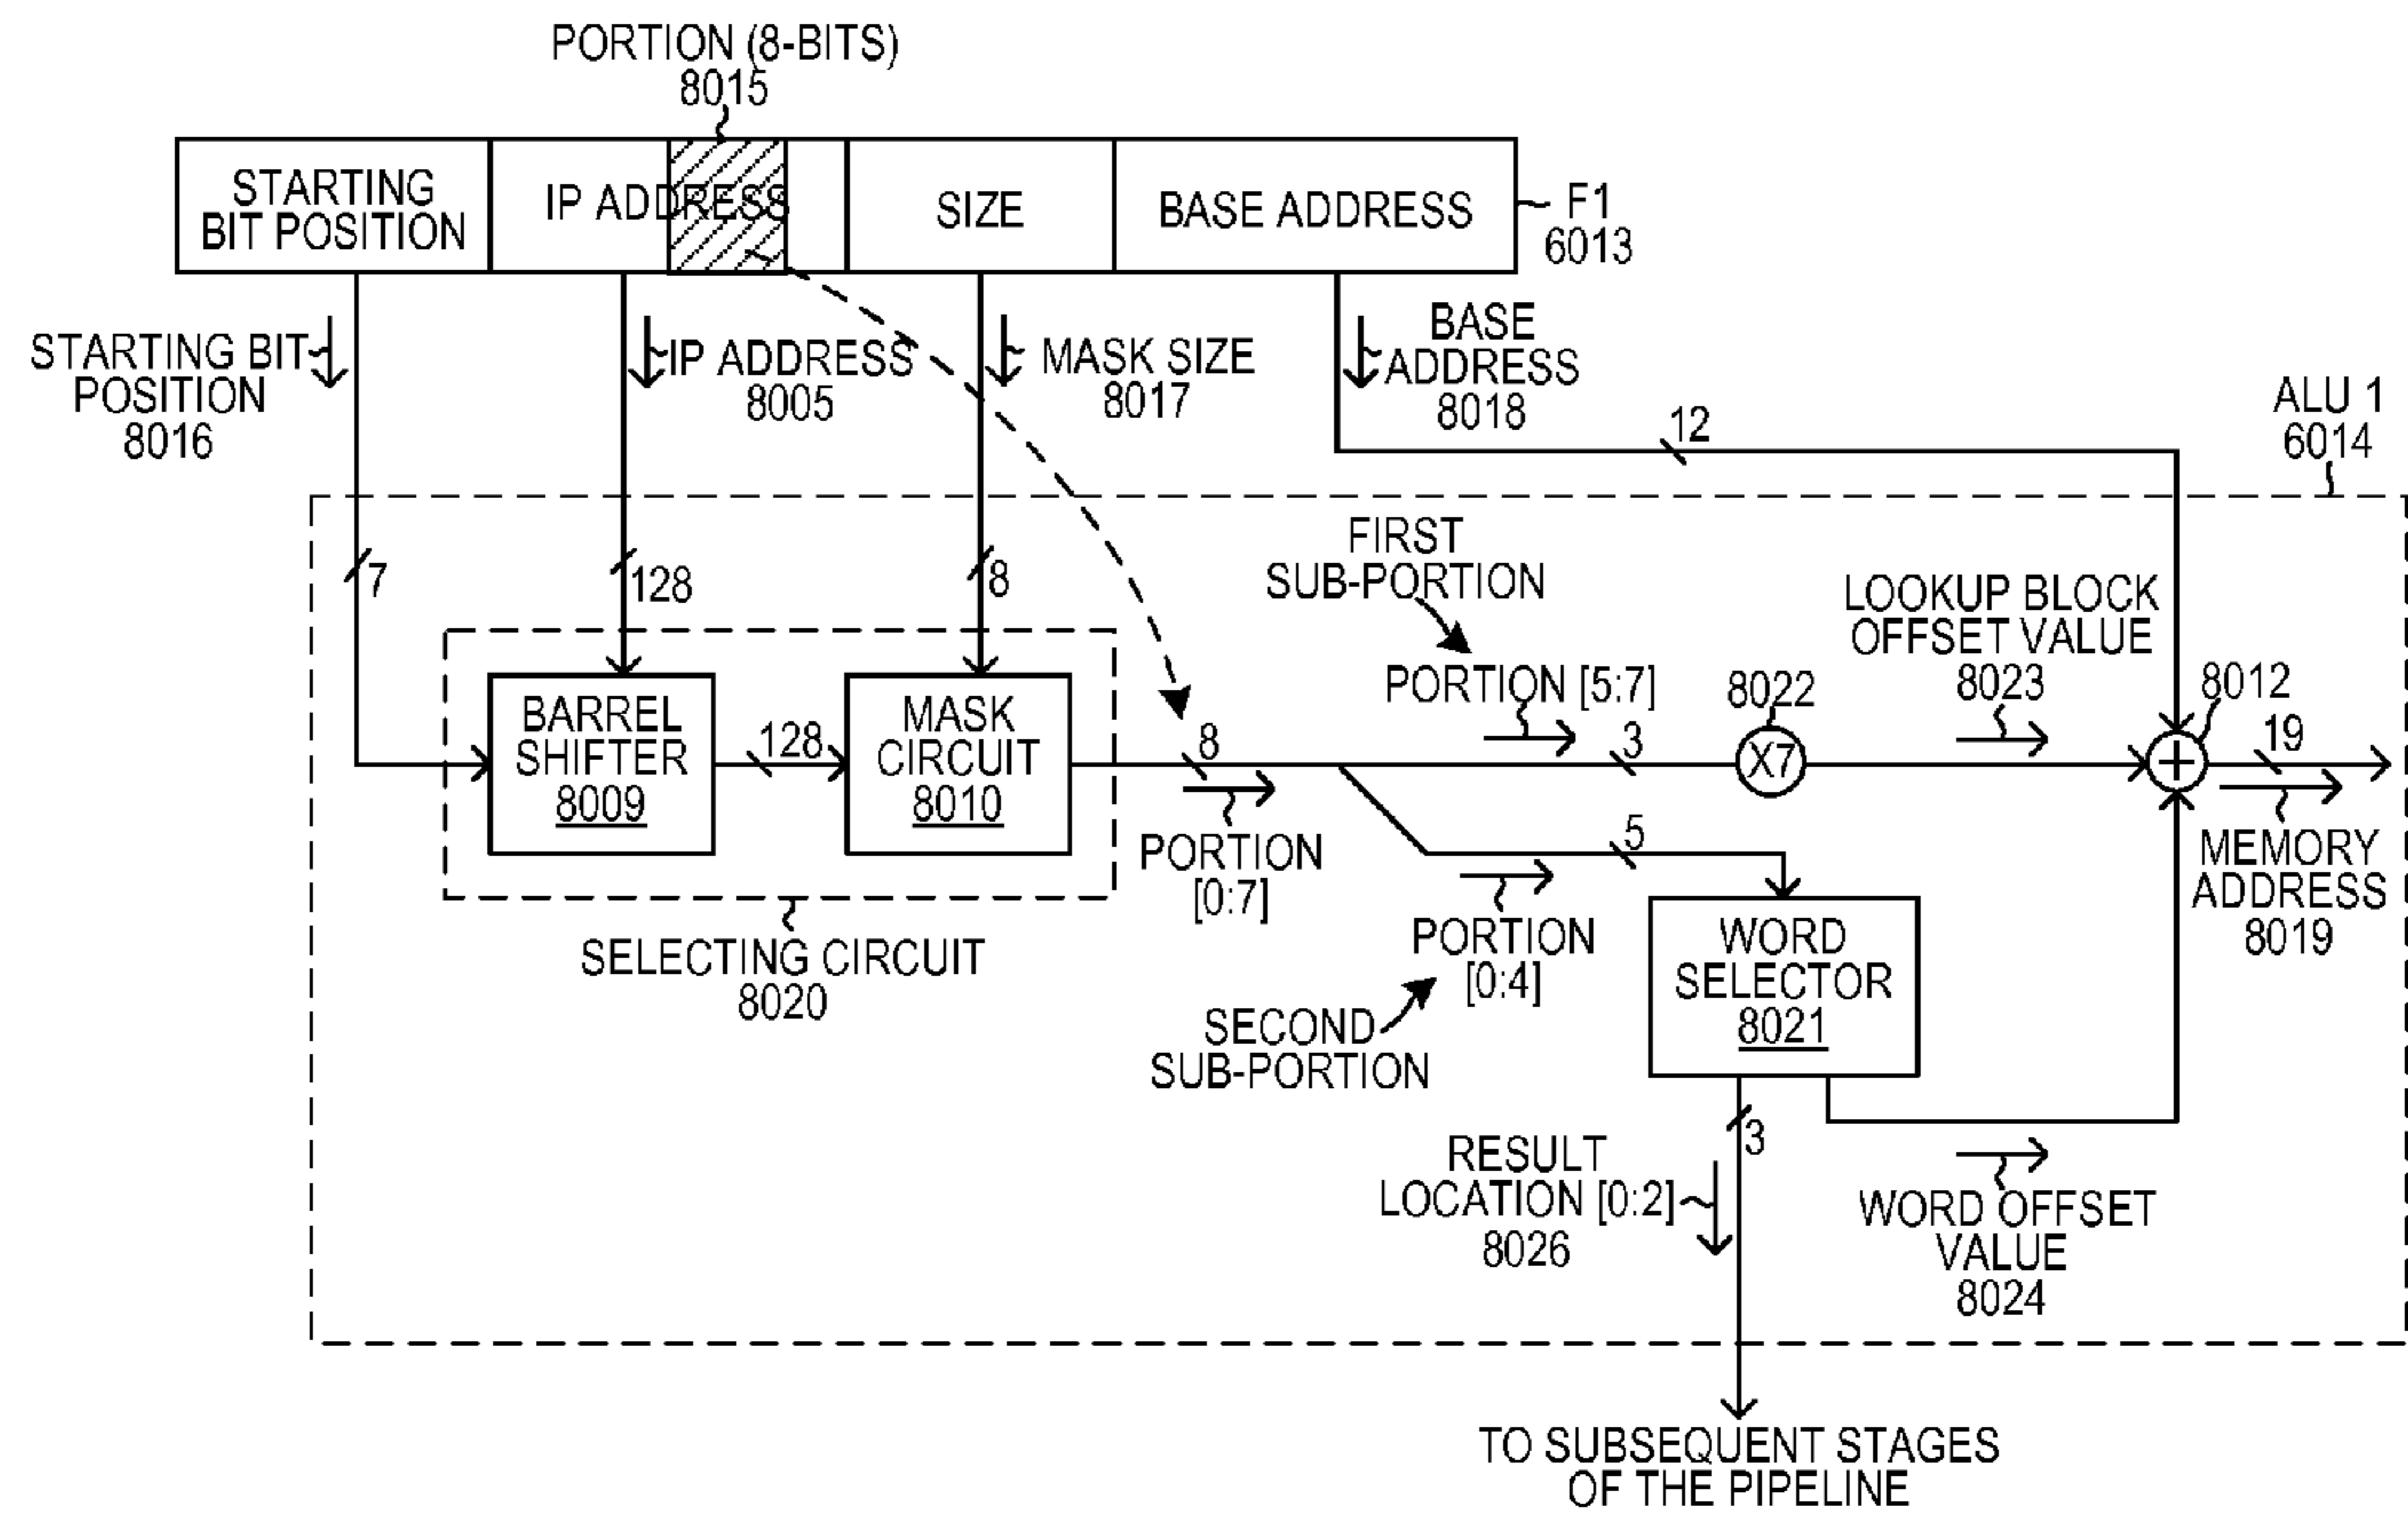 PORTION (8-BITS)
8015
STARTING
BIT POSITION
IP ADDRESS
SIZE
BASE ADDRESS
F1
6013
STARTING BIT
POSITION
8016
IP ADDRESS
8005
MASK SIZE
8017
BASE
ADDRESS
8018
12
ALU 1
6014
7
128
8
FIRST
SUB-PORTION
PORTION [5:7]
LOOKUP BLOCK
OFFSET VALUE
8023
8022
8012
BARREL
SHIFTER
8009
128
MASK
CIRCUIT
8010
8
3
X7
+
19
PORTION
[0:7]
5
MEMORY
ADDRESS
8019
SELECTING CIRCUIT
8020
PORTION
[0:4]
SECOND
SUB-PORTION
WORD
SELECTOR
8021
3
RESULT
LOCATION [0:2]
8026
WORD OFFSET
VALUE
8024
TO SUBSEQUENT STAGES
OF THE PIPELINE